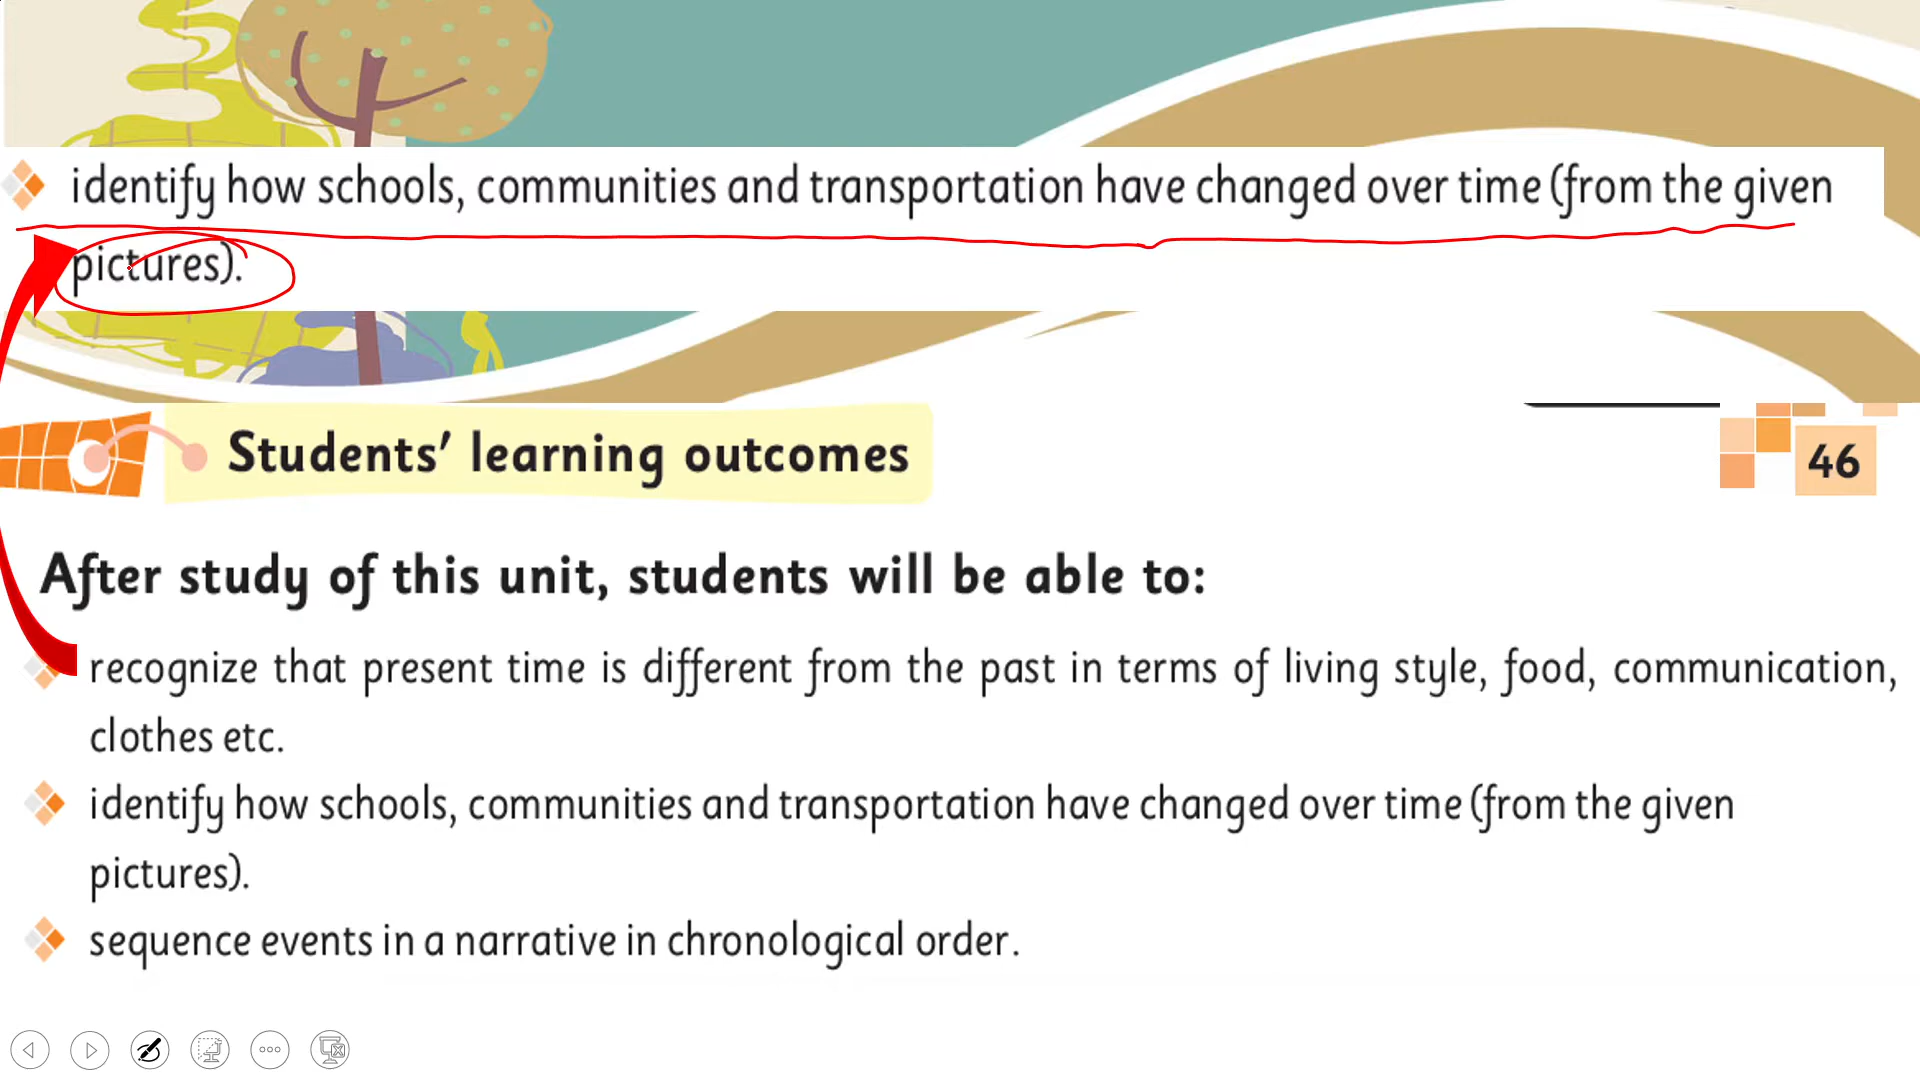 identify how schools, communities and transportation have changed over time (from the given
pictures).
Students' learning outcomes
46
After study of this unit, students will be able to:
recognize that present time is different from the past in terms of living style, food, communication,
clothes etc.
identify how schools, communities and transportation have changed over time (from the given
pictures).
sequence events in a narrative in chronological order.